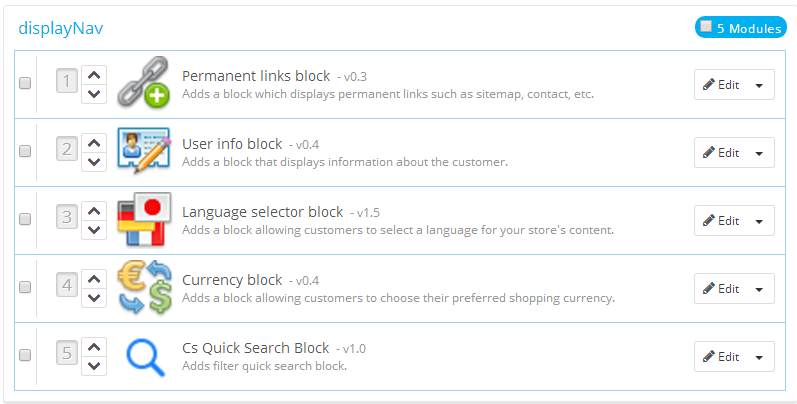 displayNav
5 Modules
1
Permanent links block - v0.3
Adds a block which displays permanent links such as sitemap, contact, etc.
Edit
2
User info block - v0.4
Adds a block that displays information about the customer.
Edit
3
Language selector block - v1.5
Adds a block allowing customers to select a language for your store's content.
Edit
4
Currency block - v0.4
Adds a block allowing customers to choose their preferred shopping currency.
Edit
5
Cs Quick Search Block - v1.0
Adds filter quick search block.
Edit